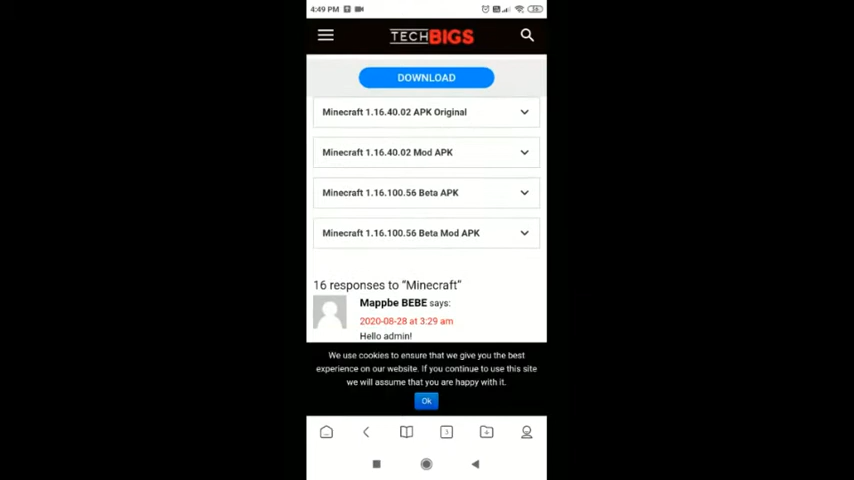 4:49 PM
56
TECHBIGS
DOWNLOAD
Minecraft 1.16.40.02 APK Original
Minecraft 1.16.40.02 Mod APK
Minecraft 1.16.100.56 Beta APK
Minecraft 1.16.100.56 Beta Mod APK
16 responses to “Minecraft”
Mappbe BEBE says:
2020-08-28 at 3:29 am
Hello admin!
We use cookies to ensure that we give you the best
experience on our website. If you continue to use this site
we will assume that you are happy with it.
Ok
3